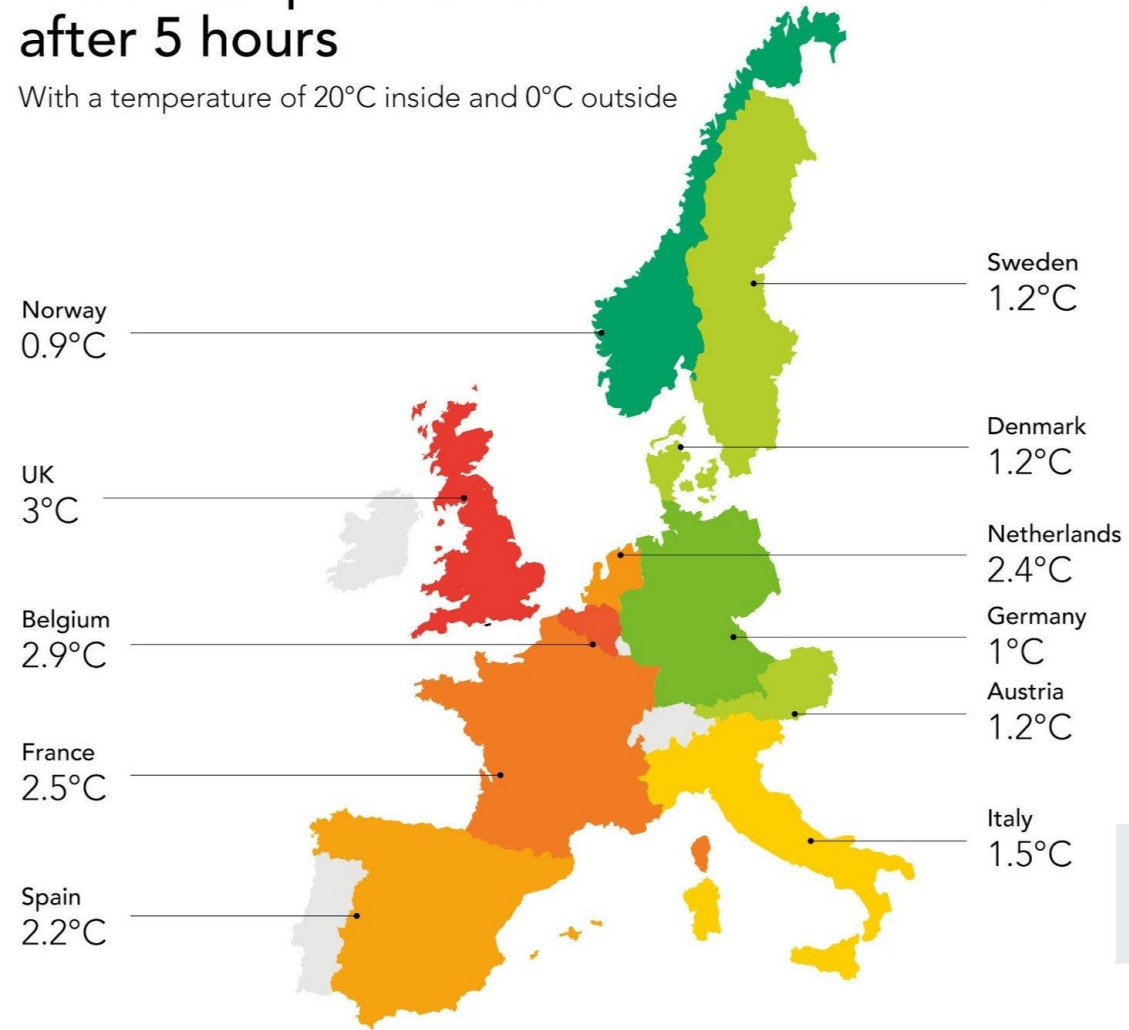 after 5 hours
With a temperature of 20°C inside and 0°C outside
Norway
0.9°C
UK
3°C
Belgium
2.9°C
France
2.5°C
Spain
2.2°C
Sweden
1.2°C
Denmark
1.2°C
Netherlands
2.4°C
Germany
1°C
Austria
1.2°C
Italy
1.5°C